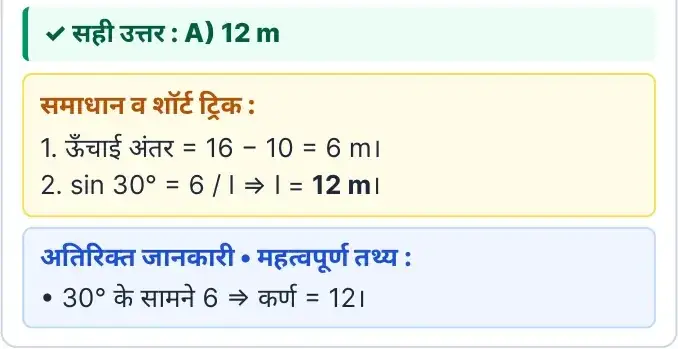 ✓ सही उत्तर : A) 12 m
समाधान व शॉर्ट ट्रिक :
1. ऊँचाई अंतर = 16 − 10 = 6 m।
2. sin 30° = 6 / l ⇒ l = 12 m।
अतिरिक्त जानकारी • महत्वपूर्ण तथ्य :
• 30° के सामने 6 ⇒ कर्ण = 12।